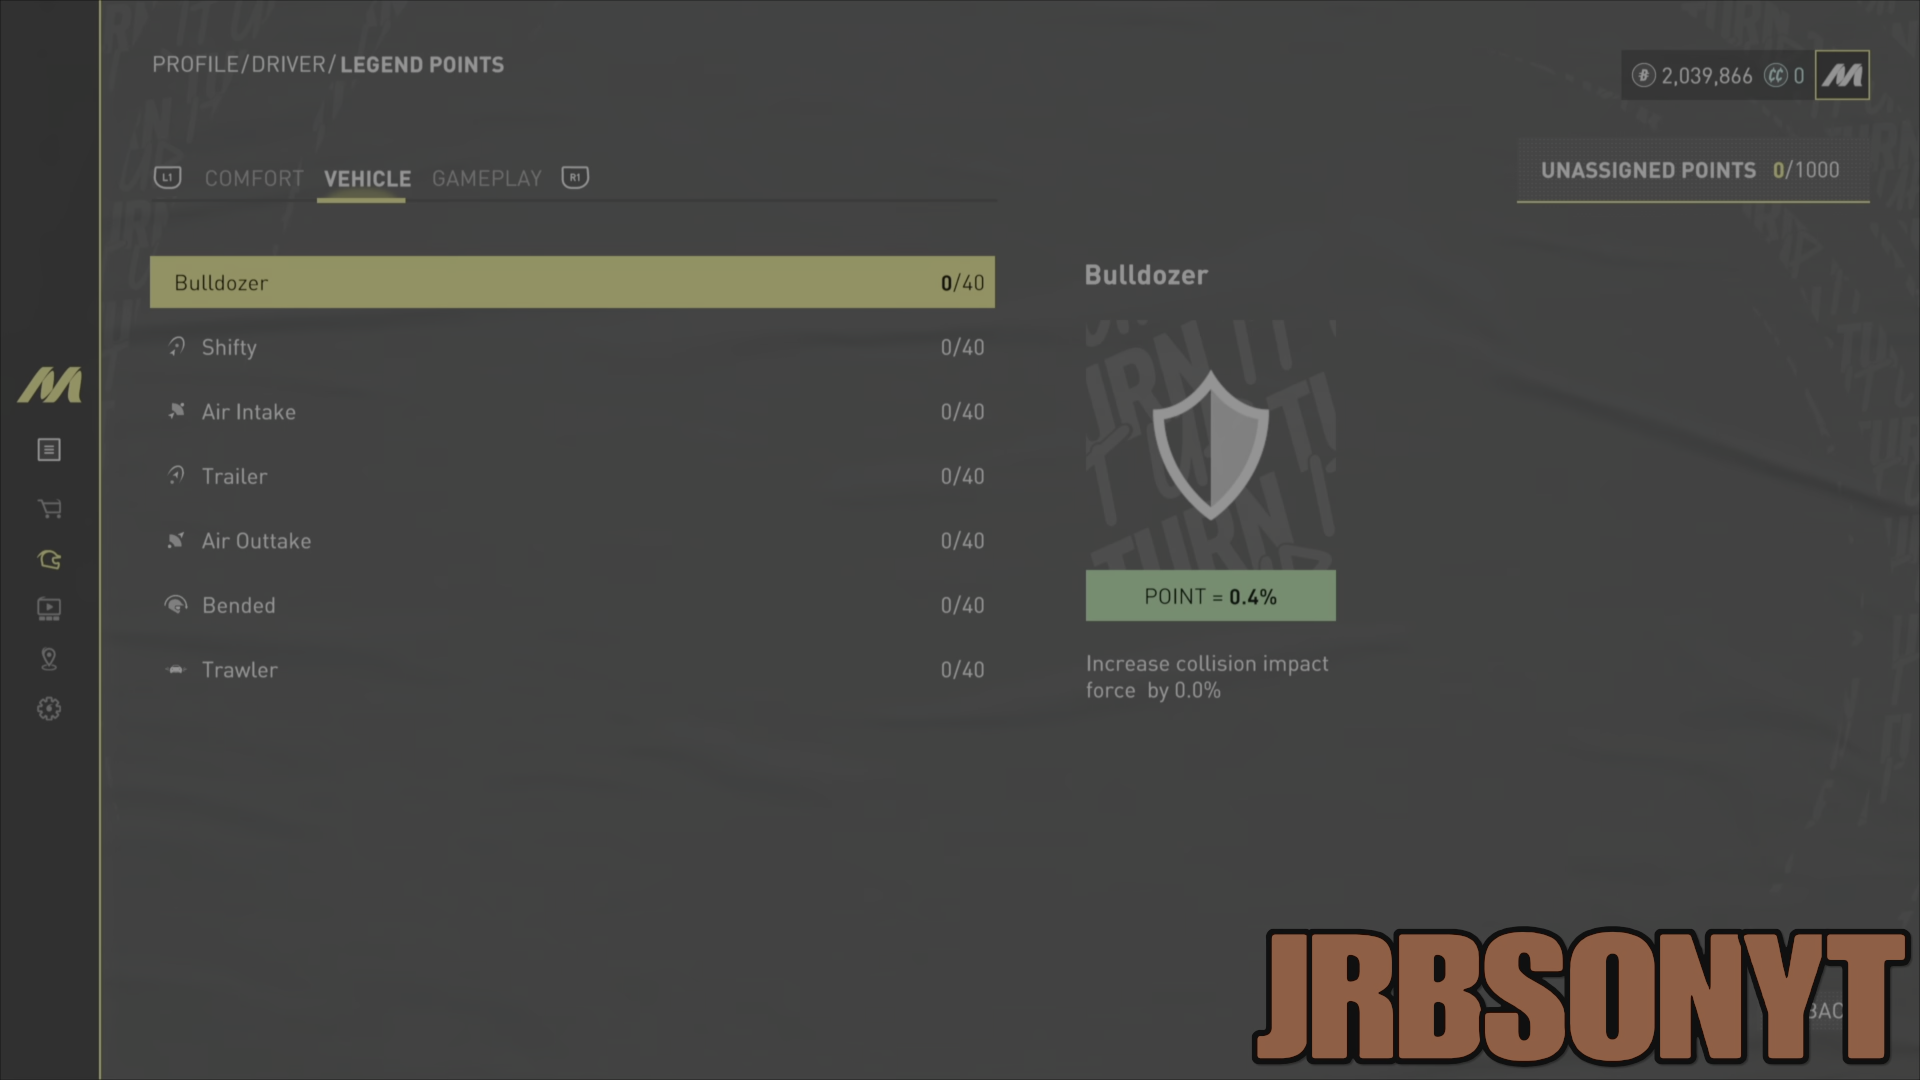 PROFILE/DRIVER/LEGEND POINTS
2,039,866 0
L1 COMFORT VEHICLE GAMEPLAY R1
UNASSIGNED POINTS 0/1000
Bulldozer 0/40
Shifty 0/40
Air Intake 0/40
Trailer 0/40
Air Outtake 0/40
Bended 0/40
Trawler 0/40
Bulldozer
POINT = 0.4%
Increase collision impact
force by 0.0%
JRBSONYT